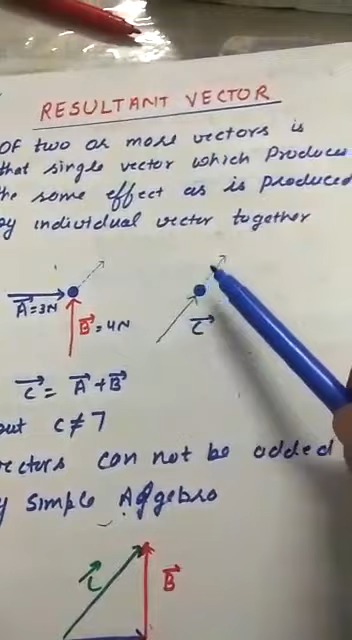 RESULTANT VECTOR
OF two or more vectors is
that single vector which Produces
the same effect as is produced
by individual vector together
A⃗=3N
B⃗=4N
C⃗
C⃗ = A⃗+B⃗
but C≠7
vectors can not be added
by simple Algebra
C⃗
B⃗